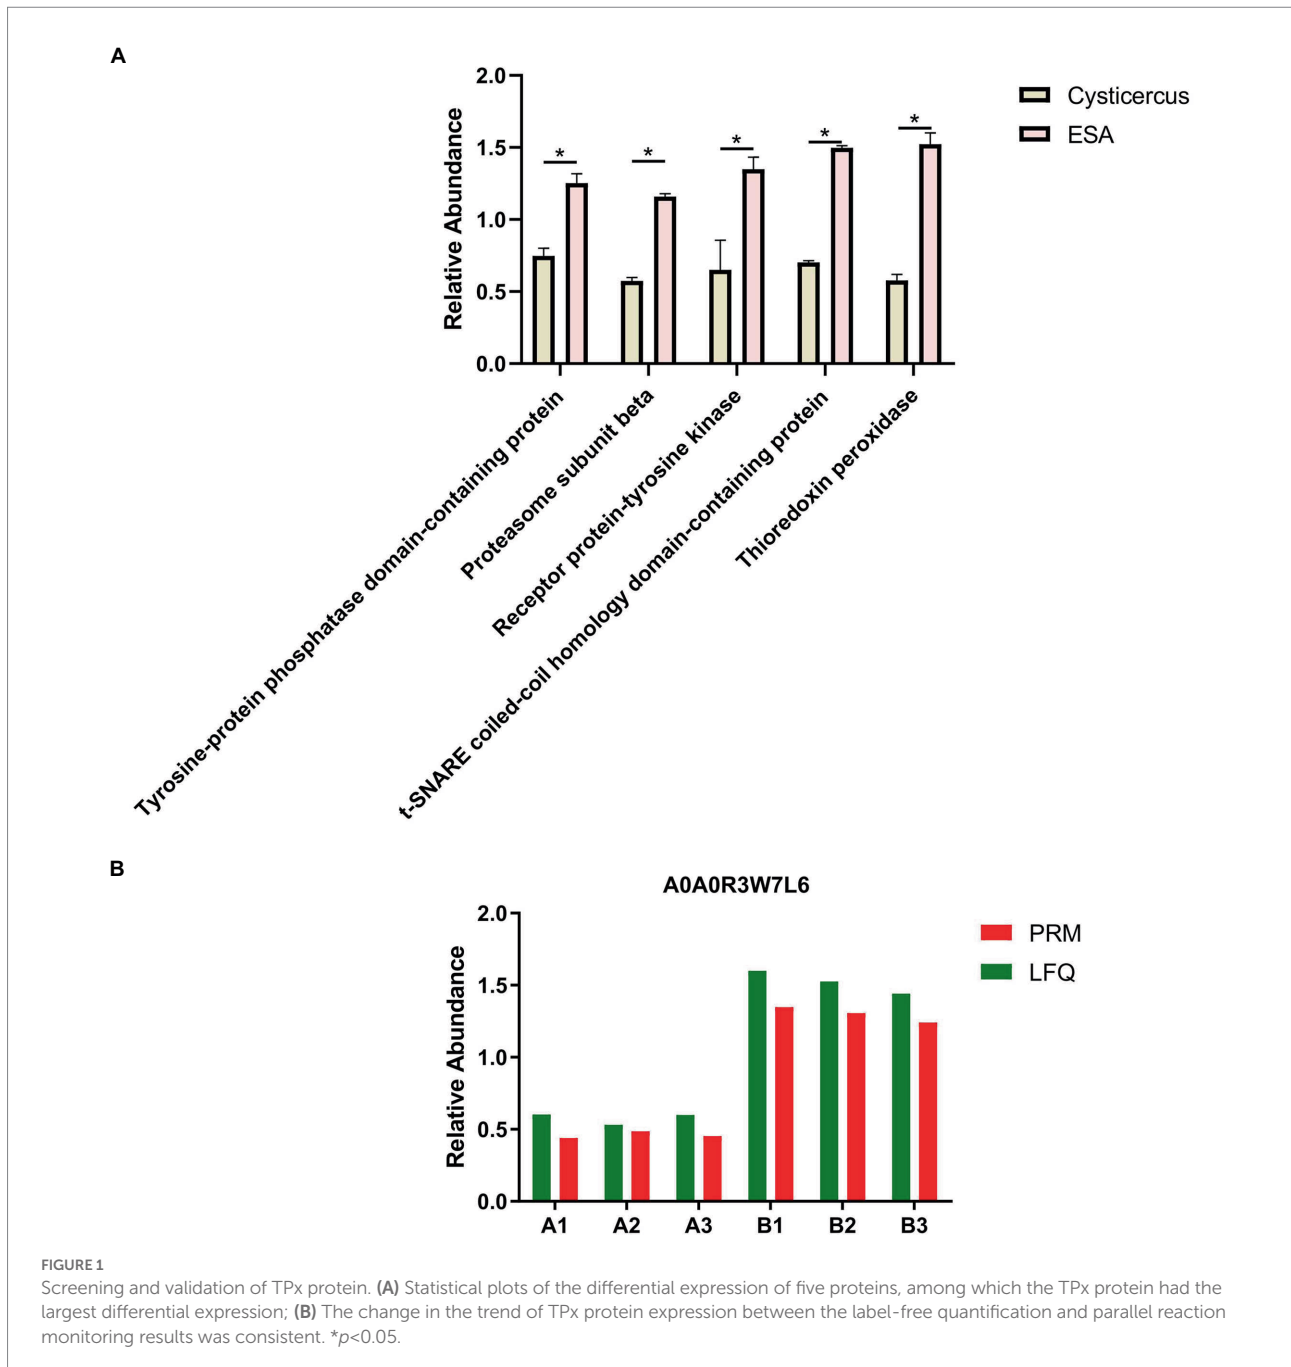 A
2.0
1.5
1.0
0.5
0.0
Relative Abundance
Cysticercus
ESA
*
*
*
*
*
Tyrosine-protein phosphatase domain-containing protein
Proteasome subunit beta
Receptor protein-tyrosine kinase
t-SNARE coiled-coil homology domain-containing protein
Thioredoxin peroxidase
B
A0A0R3W7L6
2.0
1.5
1.0
0.5
0.0
Relative Abundance
PRM
LFQ
A1 A2 A3 B1 B2 B3
FIGURE 1
Screening and validation of TPx protein. (A) Statistical plots of the differential expression of five proteins, among which the TPx protein had the
largest differential expression; (B) The change in the trend of TPx protein expression between the label-free quantification and parallel reaction
monitoring results was consistent. *p<0.05.